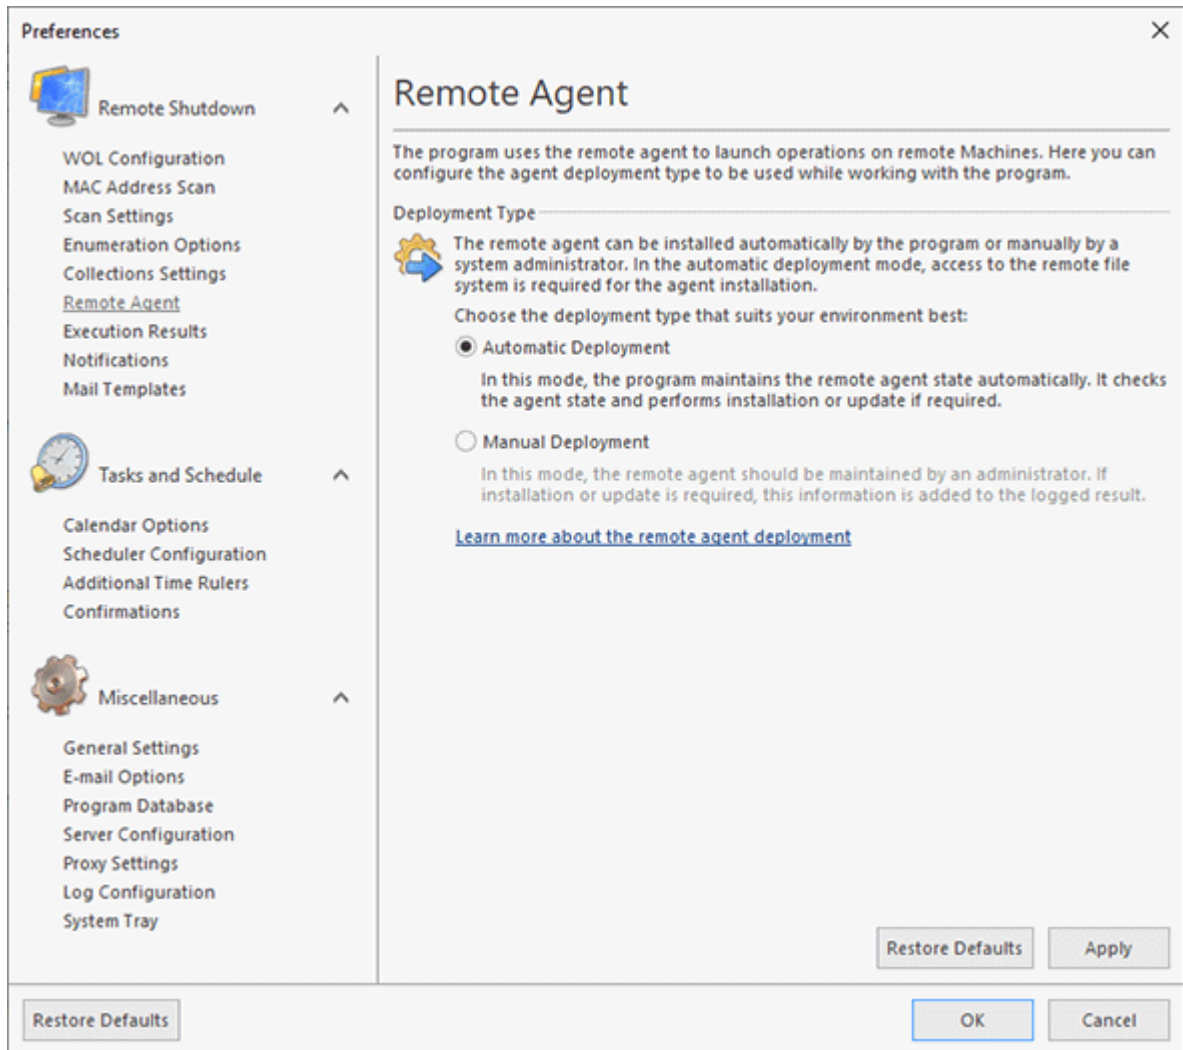 Preferences
Remote Shutdown
WOL Configuration
MAC Address Scan
Scan Settings
Enumeration Options
Collections Settings
Remote Agent
Execution Results
Notifications
Mail Templates
Tasks and Schedule
Calendar Options
Scheduler Configuration
Additional Time Rulers
Confirmations
Miscellaneous
General Settings
E-mail Options
Program Database
Server Configuration
Proxy Settings
Log Configuration
System Tray
Remote Agent
The program uses the remote agent to launch operations on remote Machines. Here you can
configure the agent deployment type to be used while working with the program.
Deployment Type
The remote agent can be installed automatically by the program or manually by a
system administrator. In the automatic deployment mode, access to the remote file
system is required for the agent installation.
Choose the deployment type that suits your environment best:
Automatic Deployment
In this mode, the program maintains the remote agent state automatically. It checks
the agent state and performs installation or update if required.
Manual Deployment
In this mode, the remote agent should be maintained by an administrator. If
installation or update is required, this information is added to the logged result.
Learn more about the remote agent deployment
Restore Defaults
Apply
Restore Defaults
OK
Cancel